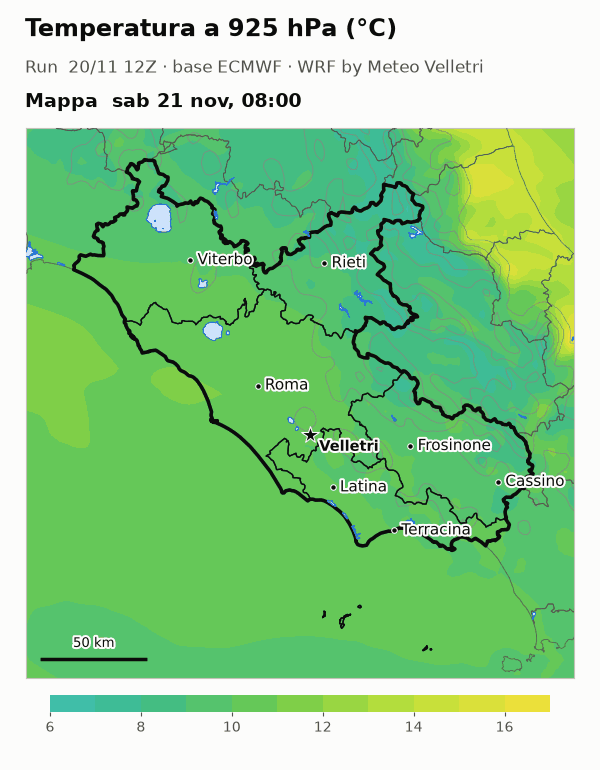 Temperatura a 925 hPa (°C)
Run 20/11 12Z · base ECMWF · WRF by Meteo Velletri
Mappa sab 21 nov, 08:00
Viterbo
Rieti
Roma
Velletri
Frosinone
Latina
Cassino
Terracina
50 km
6 8 10 12 14 16